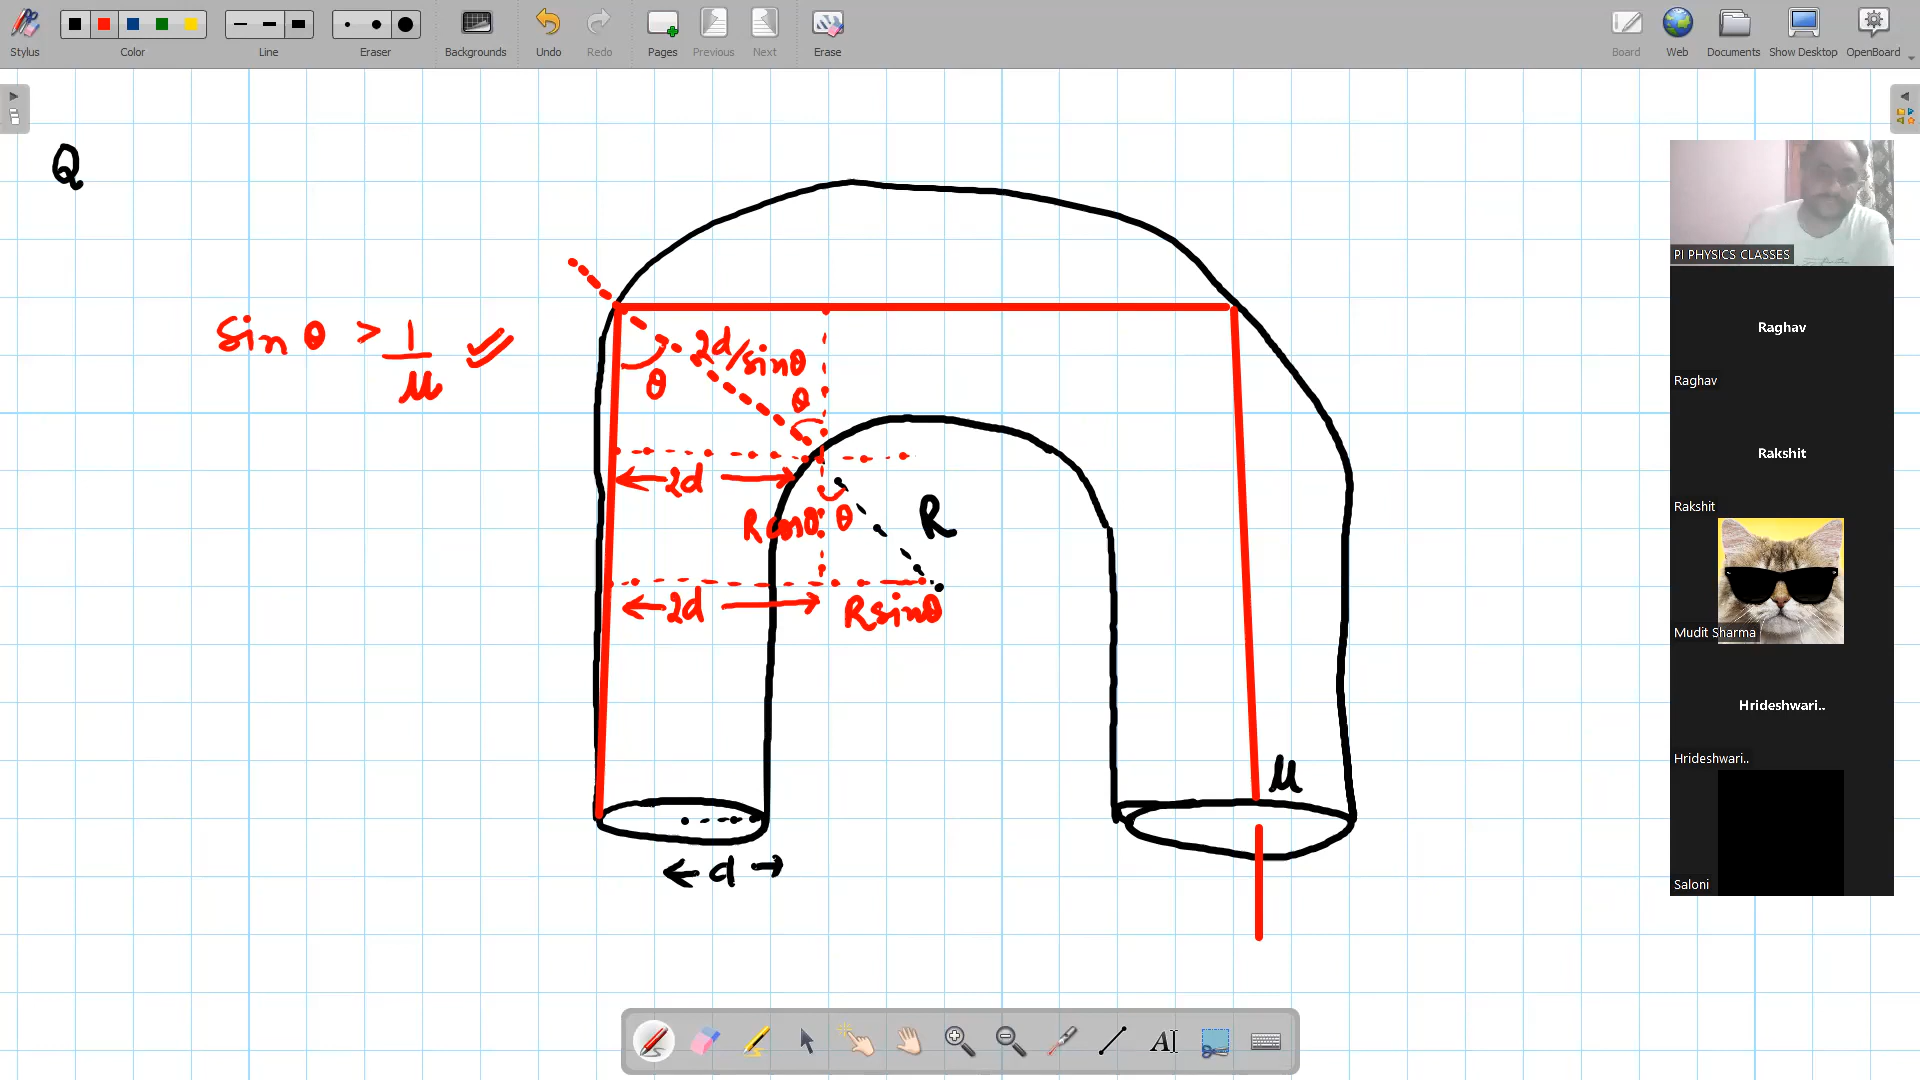 Stylus
Color
Line
Eraser
Backgrounds
Undo
Redo
Pages
Previous
Next
Erase
Board
Web
Documents
Show Desktop
OpenBoard
Q
sin θ > 1/μ
2d/sinθ
θ
θ
2d
R
Rcosθ
θ
2d
Rsinθ
μ
d
PI PHYSICS CLASSES
Raghav
Raghav
Rakshit
Rakshit
Mudit Sharma
Hrideshwari..
Hrideshwari..
Saloni